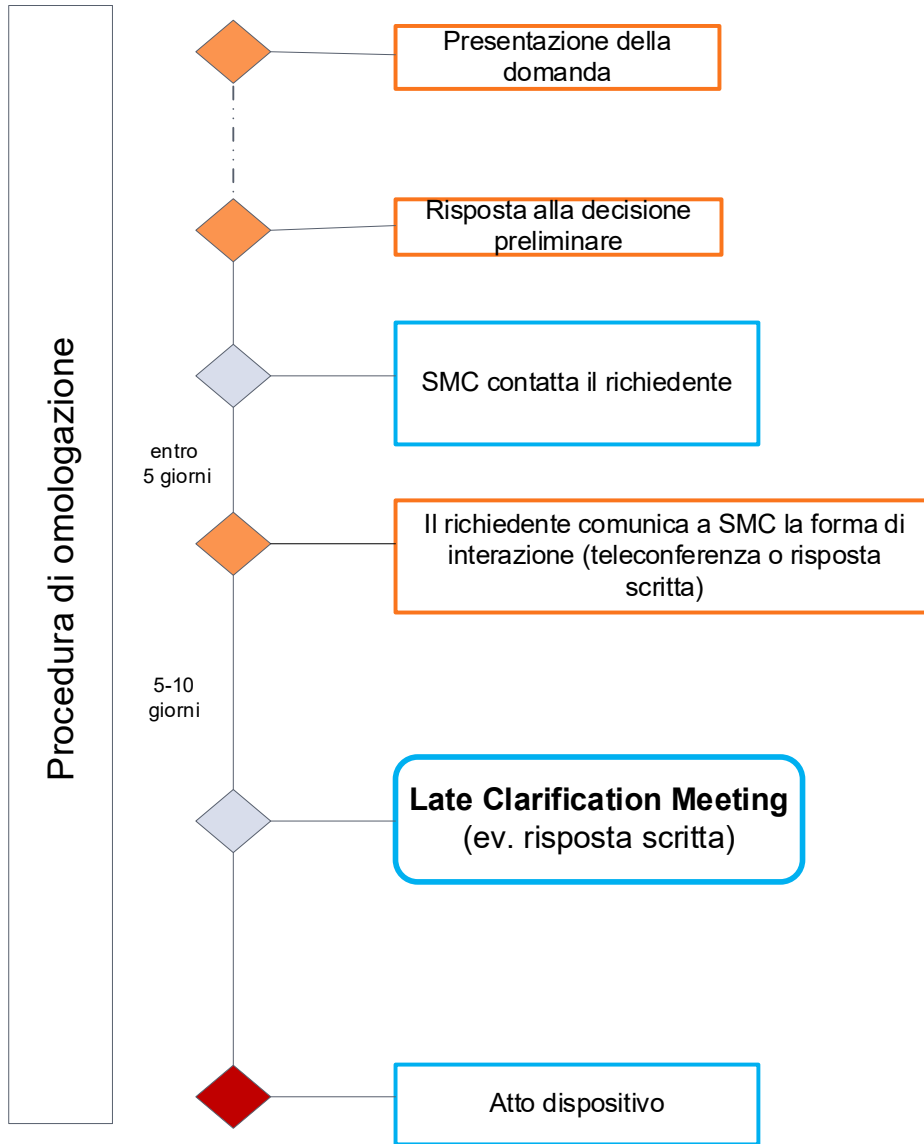 Procedura di omologazione
Presentazione della
domanda
Risposta alla decisione
preliminare
SMC contatta il richiedente
entro
5 giorni
Il richiedente comunica a SMC la forma di
interazione (teleconferenza o risposta
scritta)
5-10
giorni
Late Clarification Meeting
(ev. risposta scritta)
Atto dispositivo